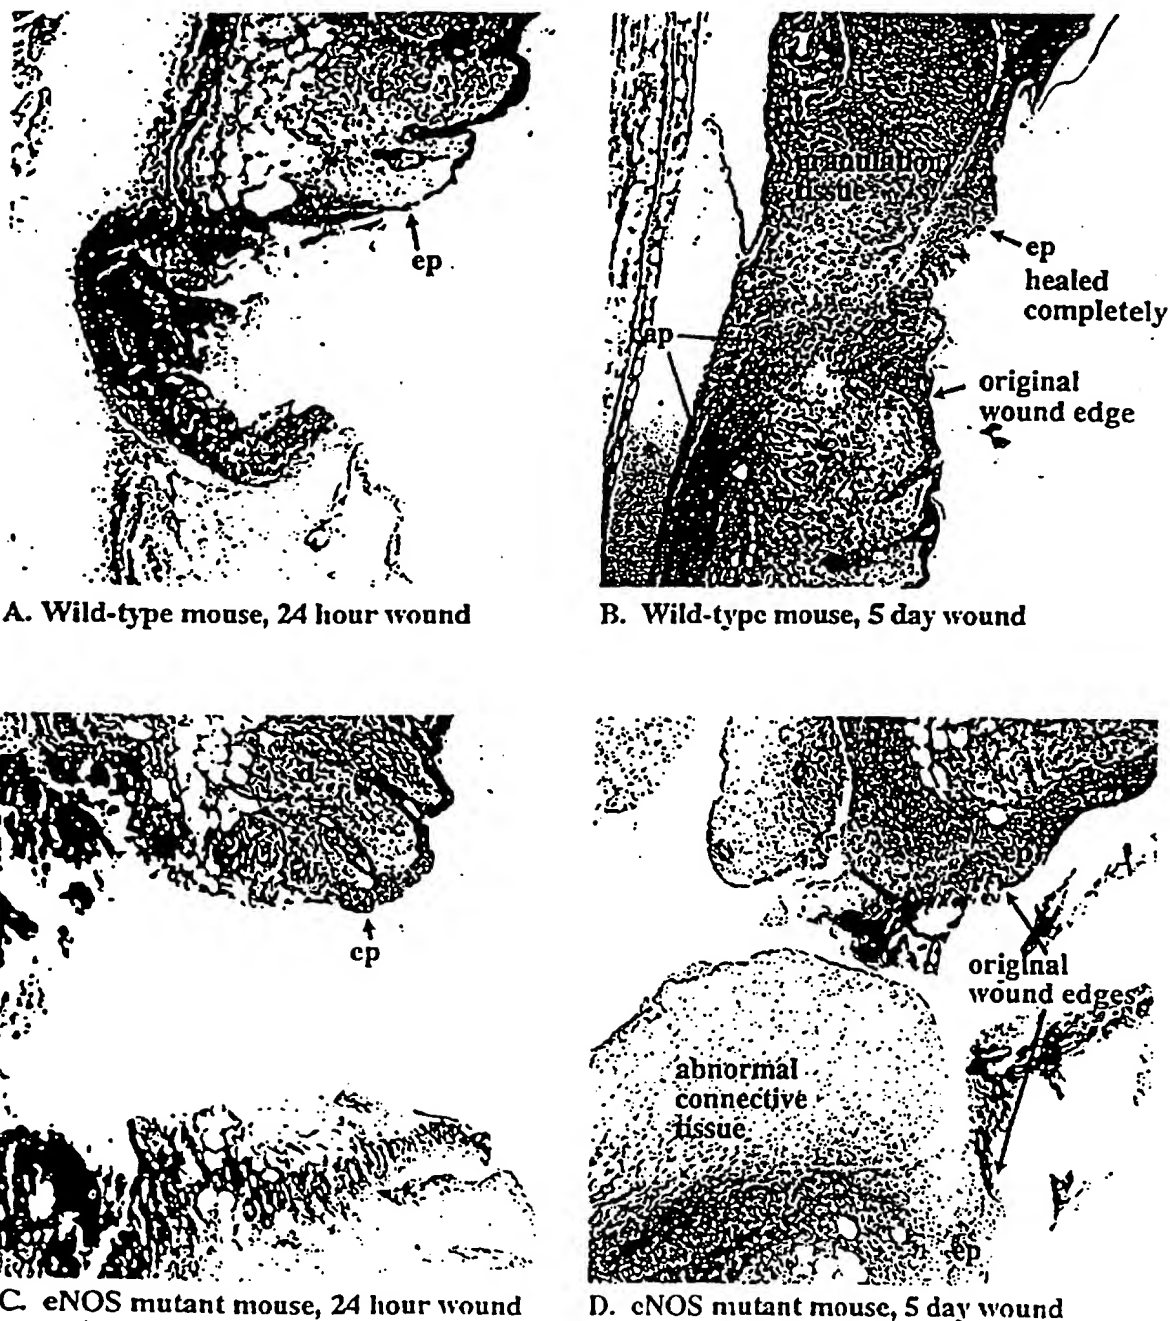 d
ep
A. Wild-type mouse, 24 hour wound
granulation
tissue
ep
healed
completely
ap
original
wound edge
B. Wild-type mouse, 5 day wound
d
ep
C. eNOS mutant mouse, 24 hour wound
original
wound edges
abnormal
connective
tissue
ep
D. eNOS mutant mouse, 5 day wound